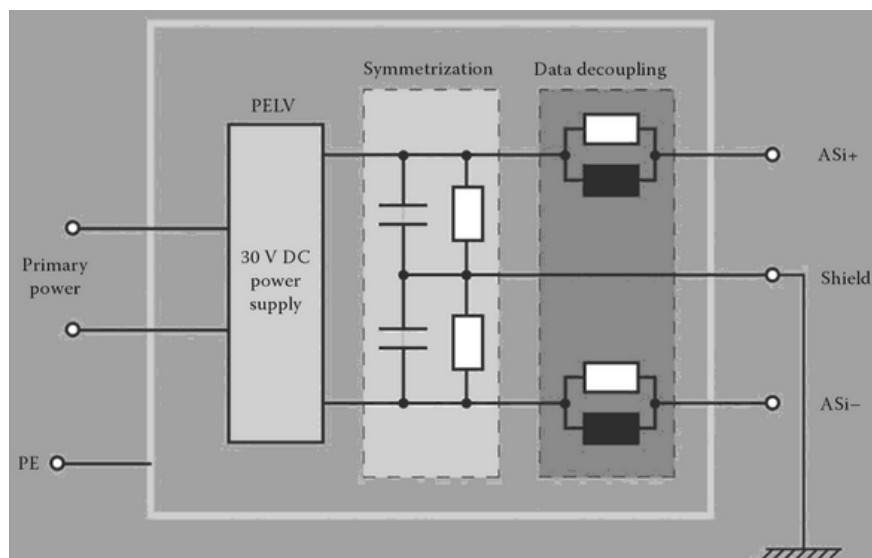 Symmetrization
Data decoupling
PELV
ASi+
30 V DC
power
supply
Primary
power
Shield
ASi−
PE